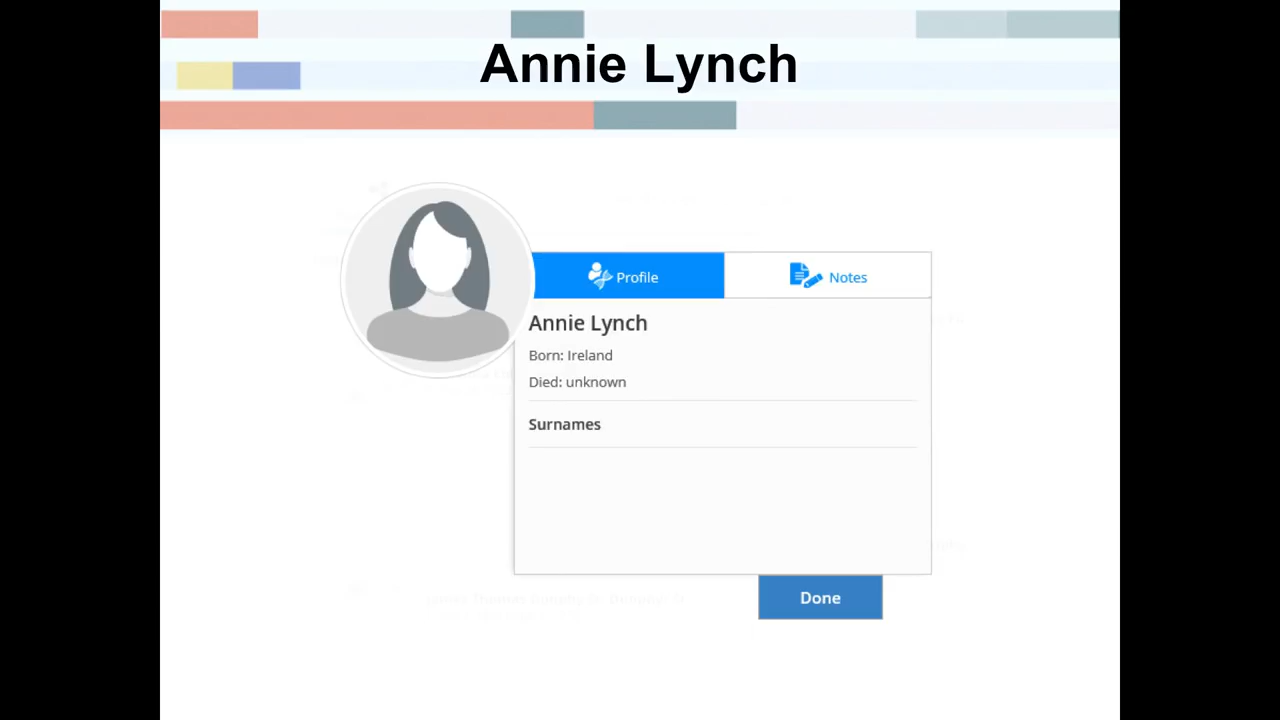 Annie Lynch
Profile
Notes
Annie Lynch
Born: Ireland
Died: unknown
Surnames
Done